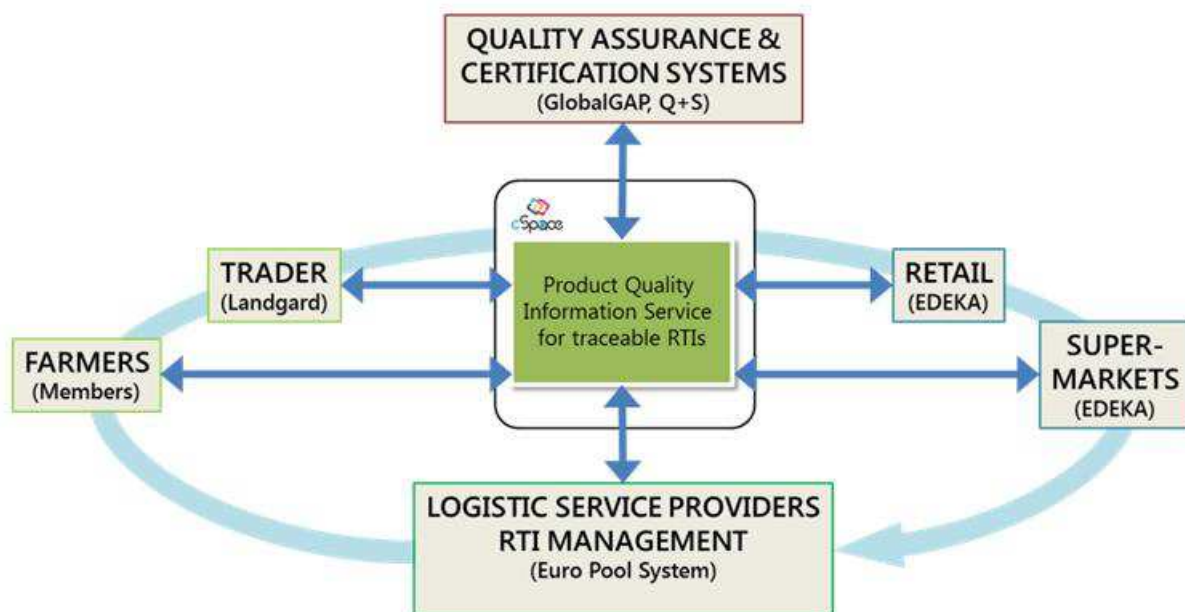 QUALITY ASSURANCE &
CERTIFICATION SYSTEMS
(GlobalGAP, Q+S)
cSpace
TRADER
(Landgard)
Product Quality
Information Service
for traceable RTIs
RETAIL
(EDEKA)
FARMERS
(Members)
SUPER-
MARKETS
(EDEKA)
LOGISTIC SERVICE PROVIDERS
RTI MANAGEMENT
(Euro Pool System)